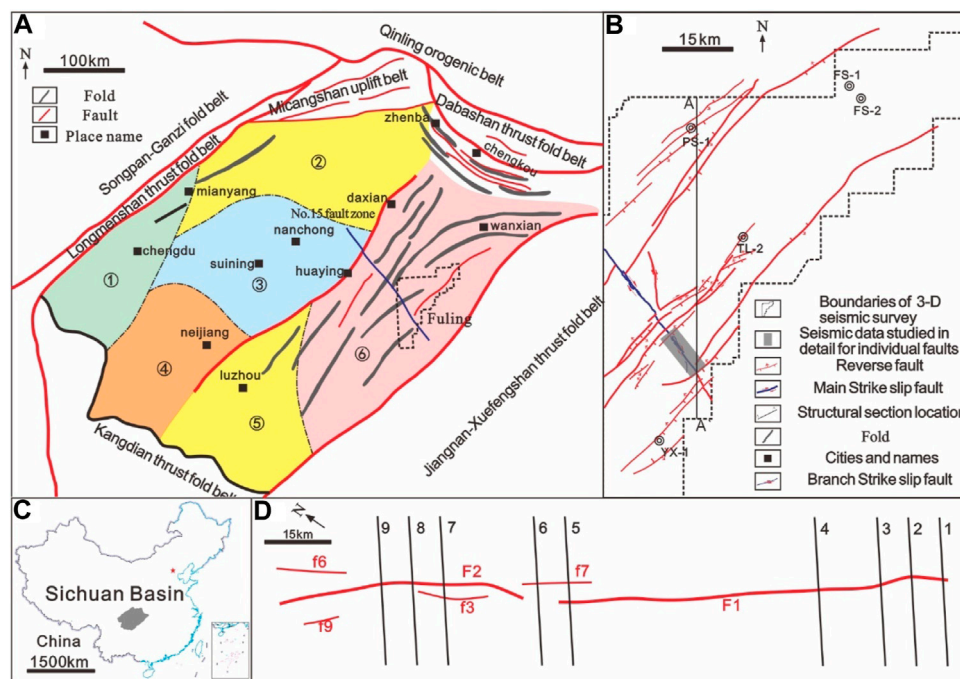 A
N
100km
Fold
Fault
Place name
Songpan-Ganzi fold belt
Longmenshan thrust fold belt
Micangshan uplift belt
Qinling orogenic belt
Dabashan thrust fold belt
zhenba
chengkou
②
mianyang
daxian
No.15 fault zone
nanchong
wanxian
chengdu
suining
huaying
①
③
Fuling
neijiang
⑥
④
luzhou
⑤
Kangdian thrust fold belt
Jiangnan-Xuefengshan thrust fold belt
B
15km
N
FS-1
FS-2
A
PS-1
TL-2
A
YX-1
Boundaries of 3-D
seismic survey
Seismic data studied in
detail for individual faults
Reverse fault
Main Strike slip fault
Structural section location
Fold
Cities and names
Branch Strike slip fault
C
Sichuan Basin
China
1500km
D
N
15km
9 8 7 6 5 4 3 2 1
f6
F2
f7
f3
F1
f9